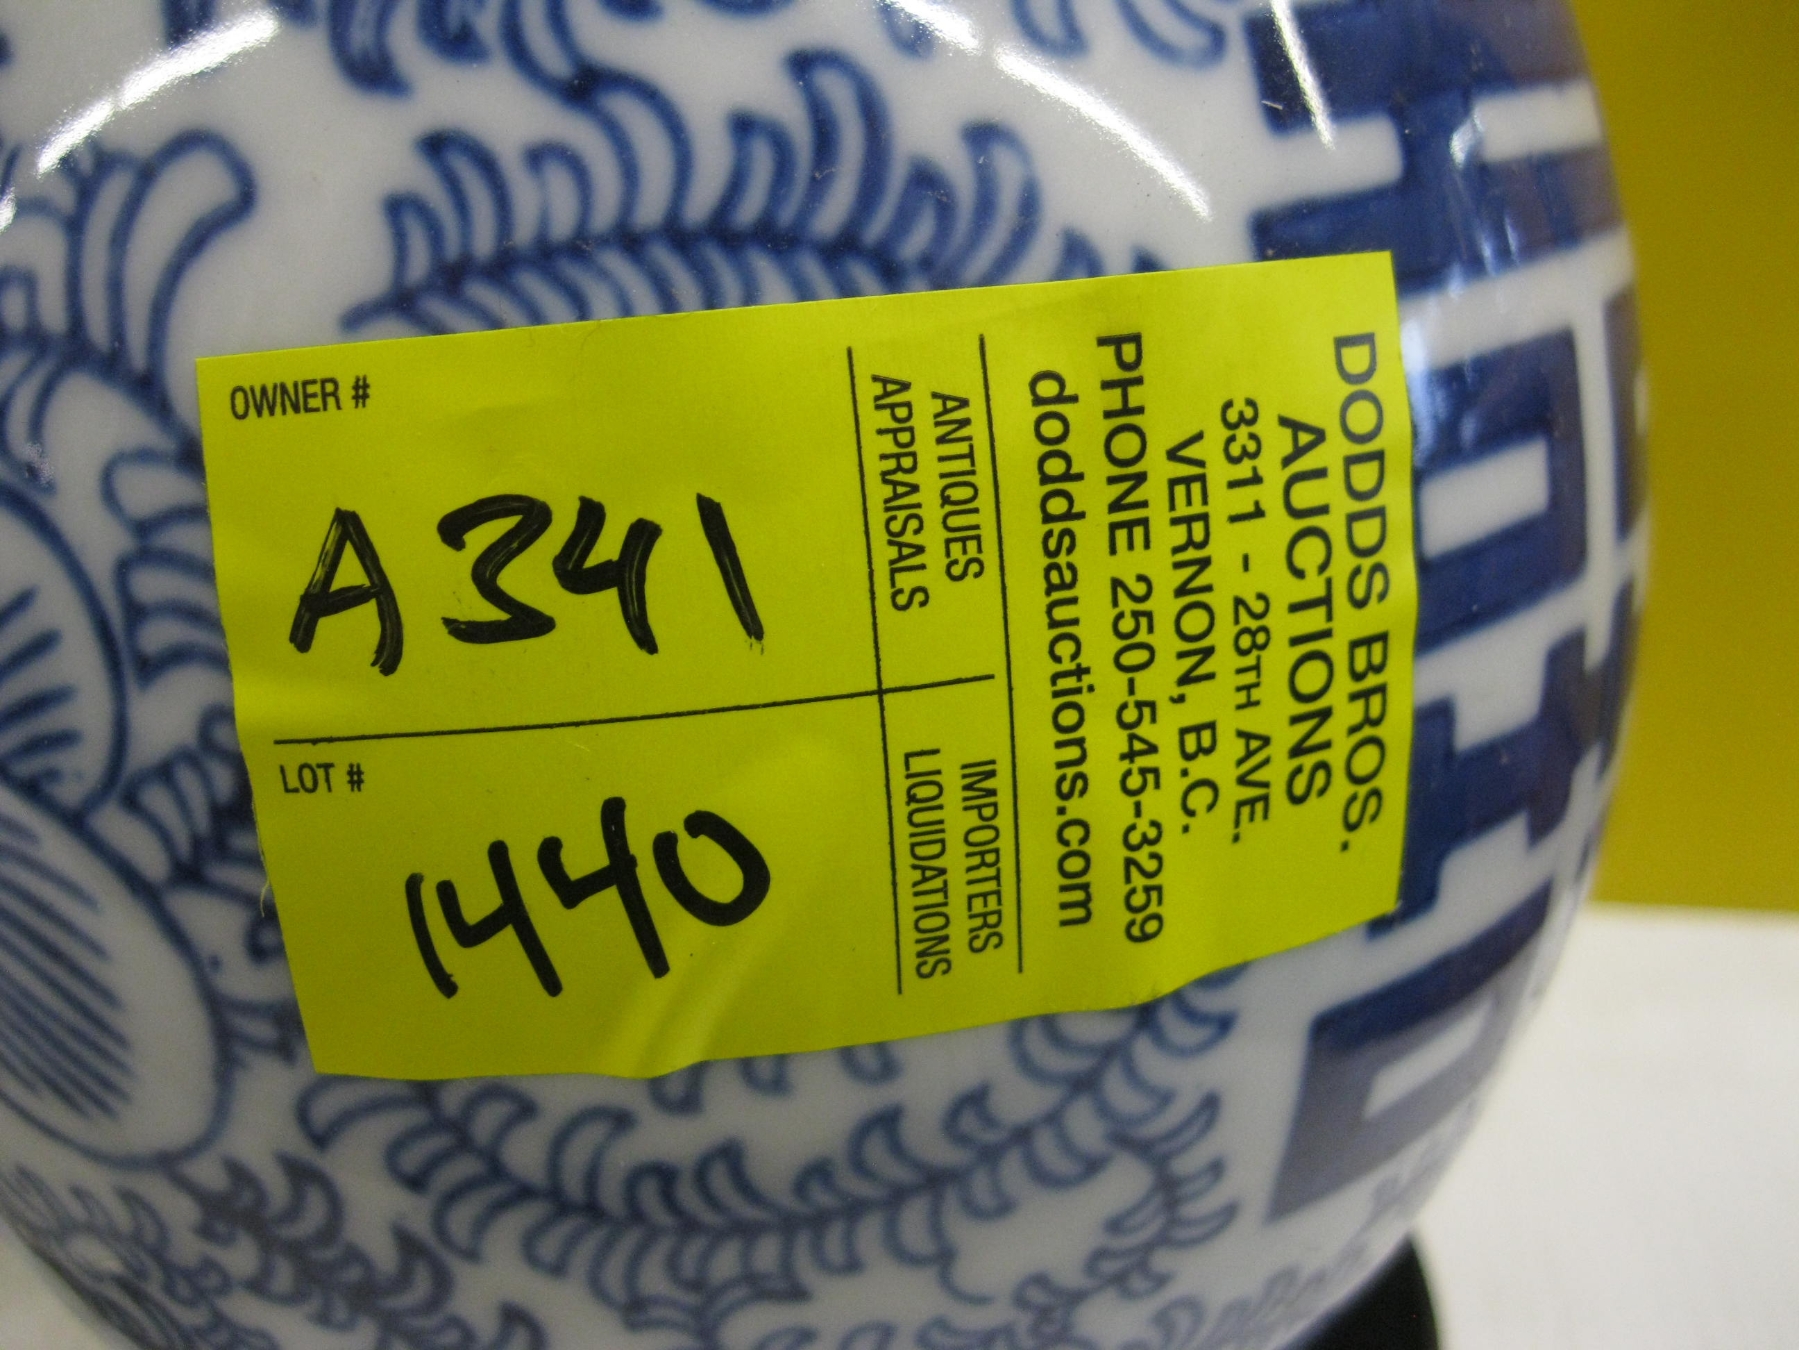 DODDS BROS.
AUCTIONS
3311 - 28TH AVE.
VERNON, B.C.
PHONE 250-545-3259
doddsauctions.com
ANTIQUES
APPRAISALS
IMPORTERS
LIQUIDATIONS
OWNER #
A341
LOT #
1440